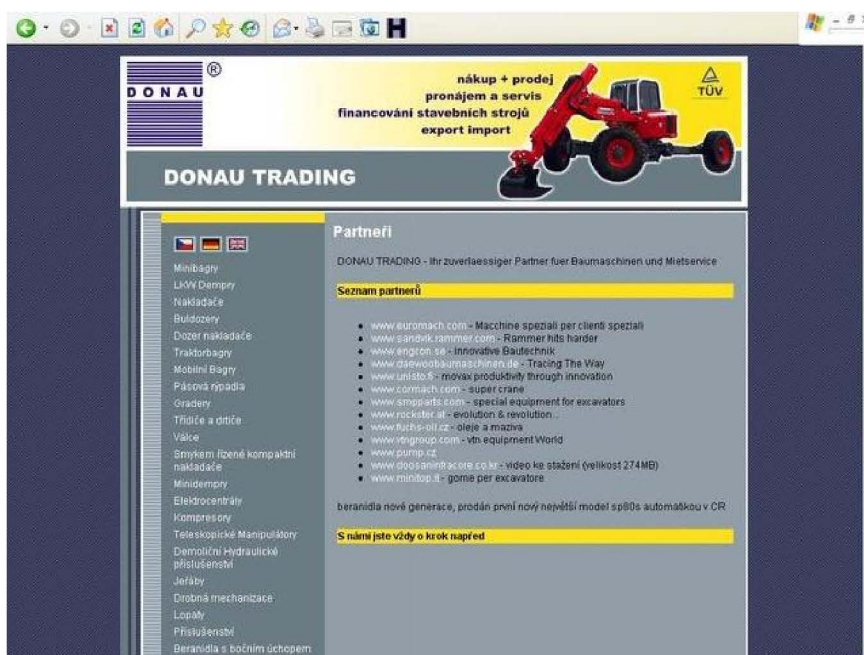 DONAU ®
nákup + prodej
pronájem a servis
financování stavebních strojů
export import
TÜV
DONAU TRADING
Minibagry
LKW Dempry
Nakladače
Buldozery
Dozer nakladače
Traktorbagry
Mobilní Bagry
Pásová rýpadla
Gradery
Třídiče a drtiče
Válce
Smykem řízené kompaktní
nakladače
Minidempry
Elektrocentrály
Kompresory
Teleskopické Manipulátory
Demoliční Hydraulické
příslušenství
Jeřáby
Drobná mechanizace
Lopaty
Příslušenství
Beranidla s bočním úchopem
Partneři
DONAU TRADING - Ihr zuverlaessiger Partner fuer Baumaschinen und Mietservice
Seznam partnerů
www.euromach.com - Macchine speziali per clienti speziali
www.sandvik.rammer.com - Rammer hits harder
www.engcon.se - Innovative Bautechnik
www.daewoobaumaschinen.de - Tracing The Way
www.unisto.fi - movax produktivity through innovation
www.cormach.com - super crane
www.smpparts.com - special equipment for excavators
www.rockster.at - evolution & revolution...
www.fuchs-oil.cz - oleje a maziva
www.vtngroup.com - vtn equipment World
www.pump.cz
www.doosaninfracore.co.kr - video ke stažení (velikost 274MB)
www.minitop.it - gome per excavatore
beranidla nové generace, prodán první nový největší model sp80s automatikou v CR
S námi jste vždy o krok napřed